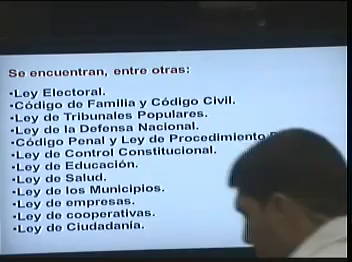 Se encuentran, entre otras:
•Ley Electoral.
•Código de Familia y Código Civil.
•Ley de Tribunales Populares.
•Ley de la Defensa Nacional.
•Código Penal y Ley de Procedimiento
•Ley de Control Constitucional.
•Ley de Educación.
•Ley de Salud.
•Ley de los Municipios.
•Ley de empresas.
•Ley de cooperativas.
•Ley de Ciudadanía.